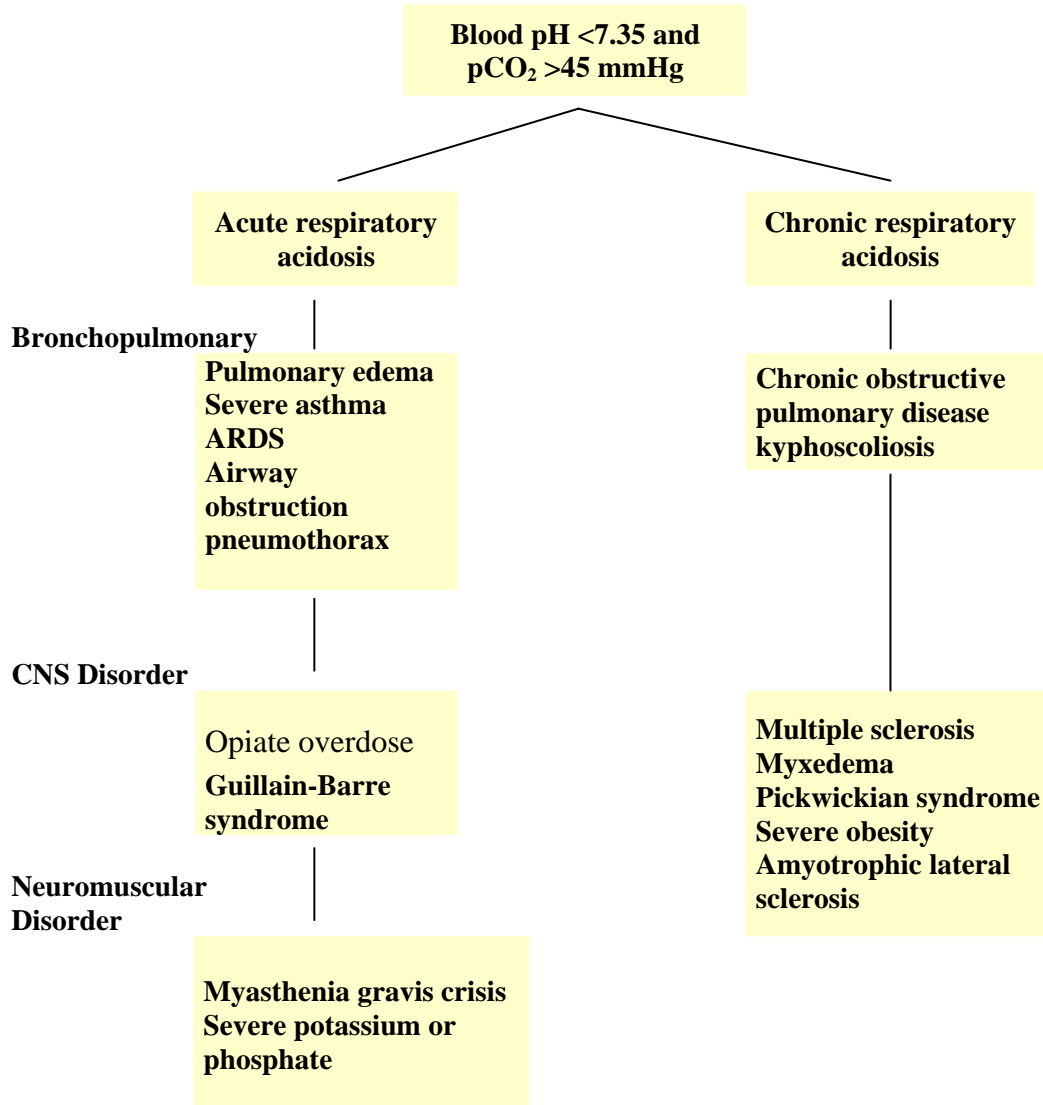 Blood pH <7.35 and
pCO₂ >45 mmHg
Acute respiratory
acidosis
Chronic respiratory
acidosis
Bronchopulmonary
Pulmonary edema
Severe asthma
ARDS
Airway
obstruction
pneumothorax
Chronic obstructive
pulmonary disease
kyphoscoliosis
CNS Disorder
Opiate overdose
Guillain-Barre
syndrome
Multiple sclerosis
Myxedema
Pickwickian syndrome
Severe obesity
Amyotrophic lateral
sclerosis
Neuromuscular
Disorder
Myasthenia gravis crisis
Severe potassium or
phosphate